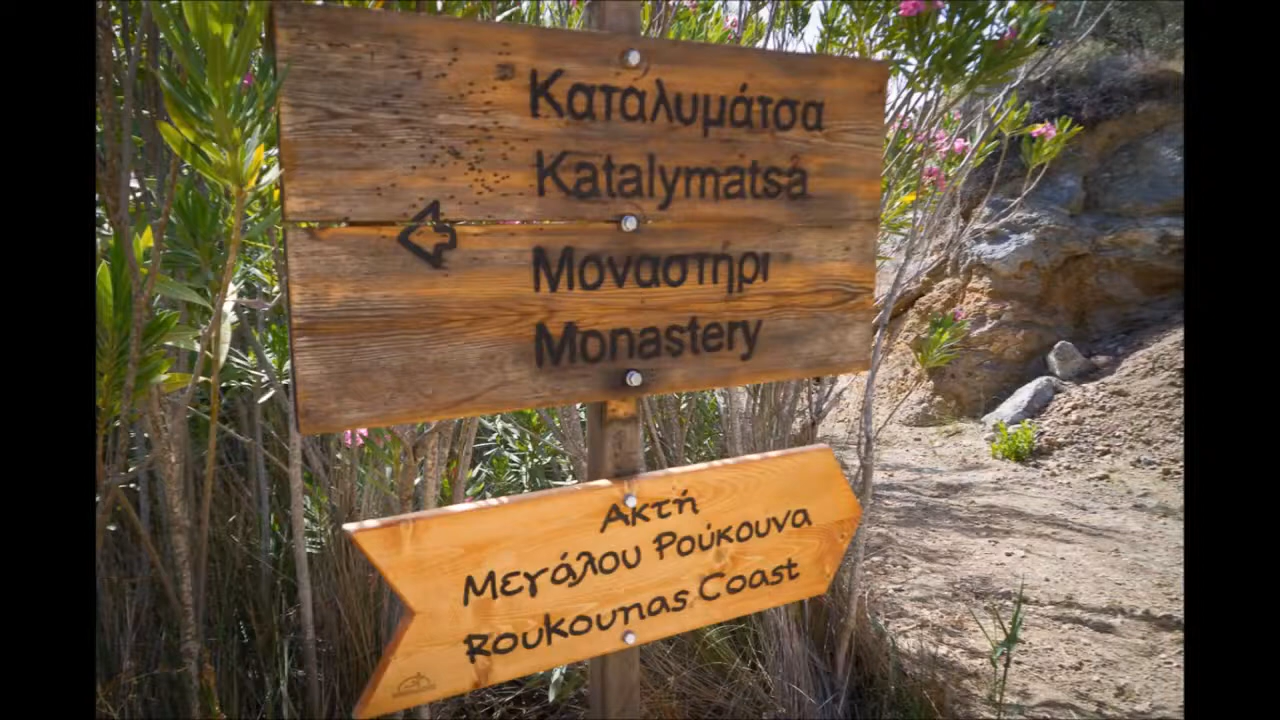 Καταλυμάτσα
Katalymatsa
Μοναστήρι
Monastery
Ακτή
Μεγάλου Ρούκουνα
Roukounas Coast